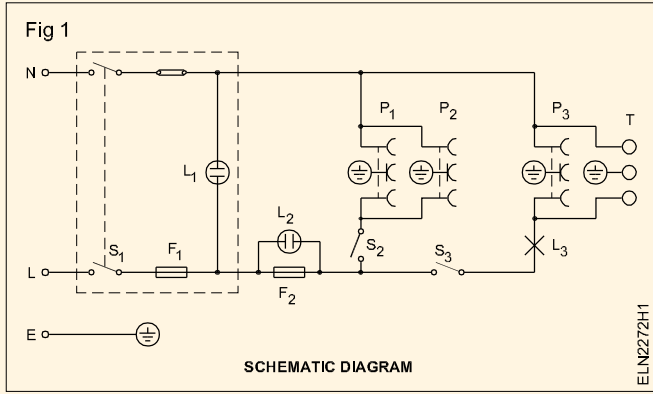 Fig 1
N
P1 P2 P3 T
L1
L2
S1 F1 S2 S3 L3
L
F2
E
SCHEMATIC DIAGRAM
ELN2272H1